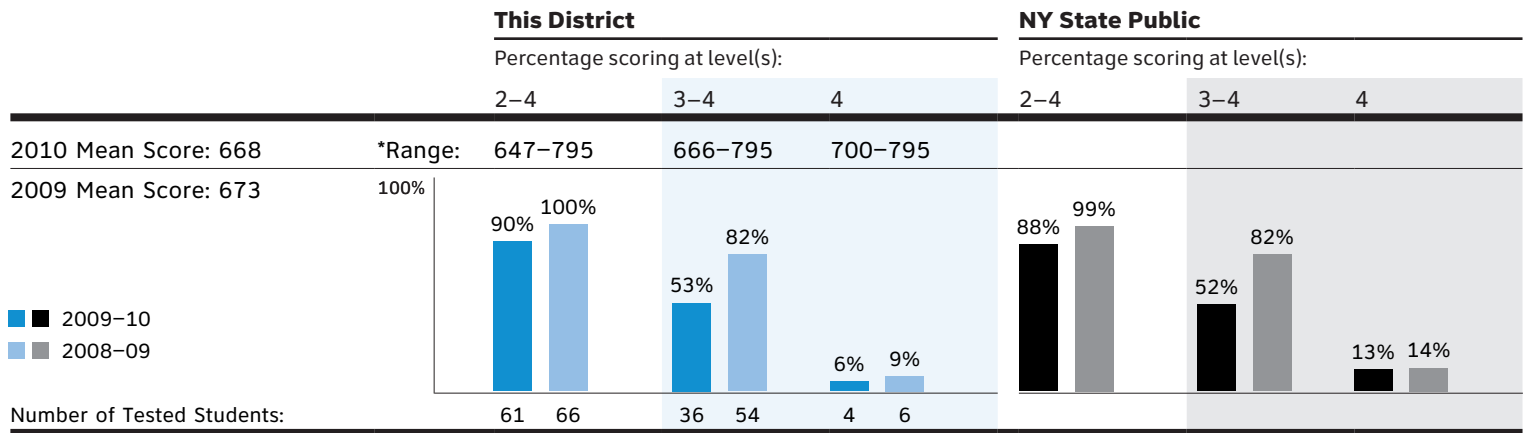 This District NY State Public
Percentage scoring at level(s): Percentage scoring at level(s):
2–4 3–4 4 2–4 3–4 4
2010 Mean Score: 668 *Range: 647–795 666–795 700–795
2009 Mean Score: 673 100%
90% 100% 53% 82% 6% 9% 88% 99% 52% 82% 13% 14%
2009–10
2008–09
Number of Tested Students: 61 66 36 54 4 6